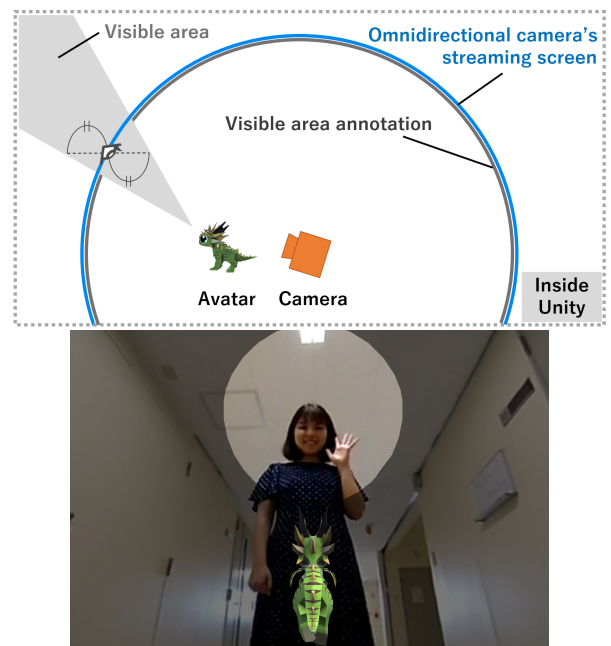 Visible area
Omnidirectional camera's
streaming screen
Visible area annotation
Avatar
Camera
Inside
Unity